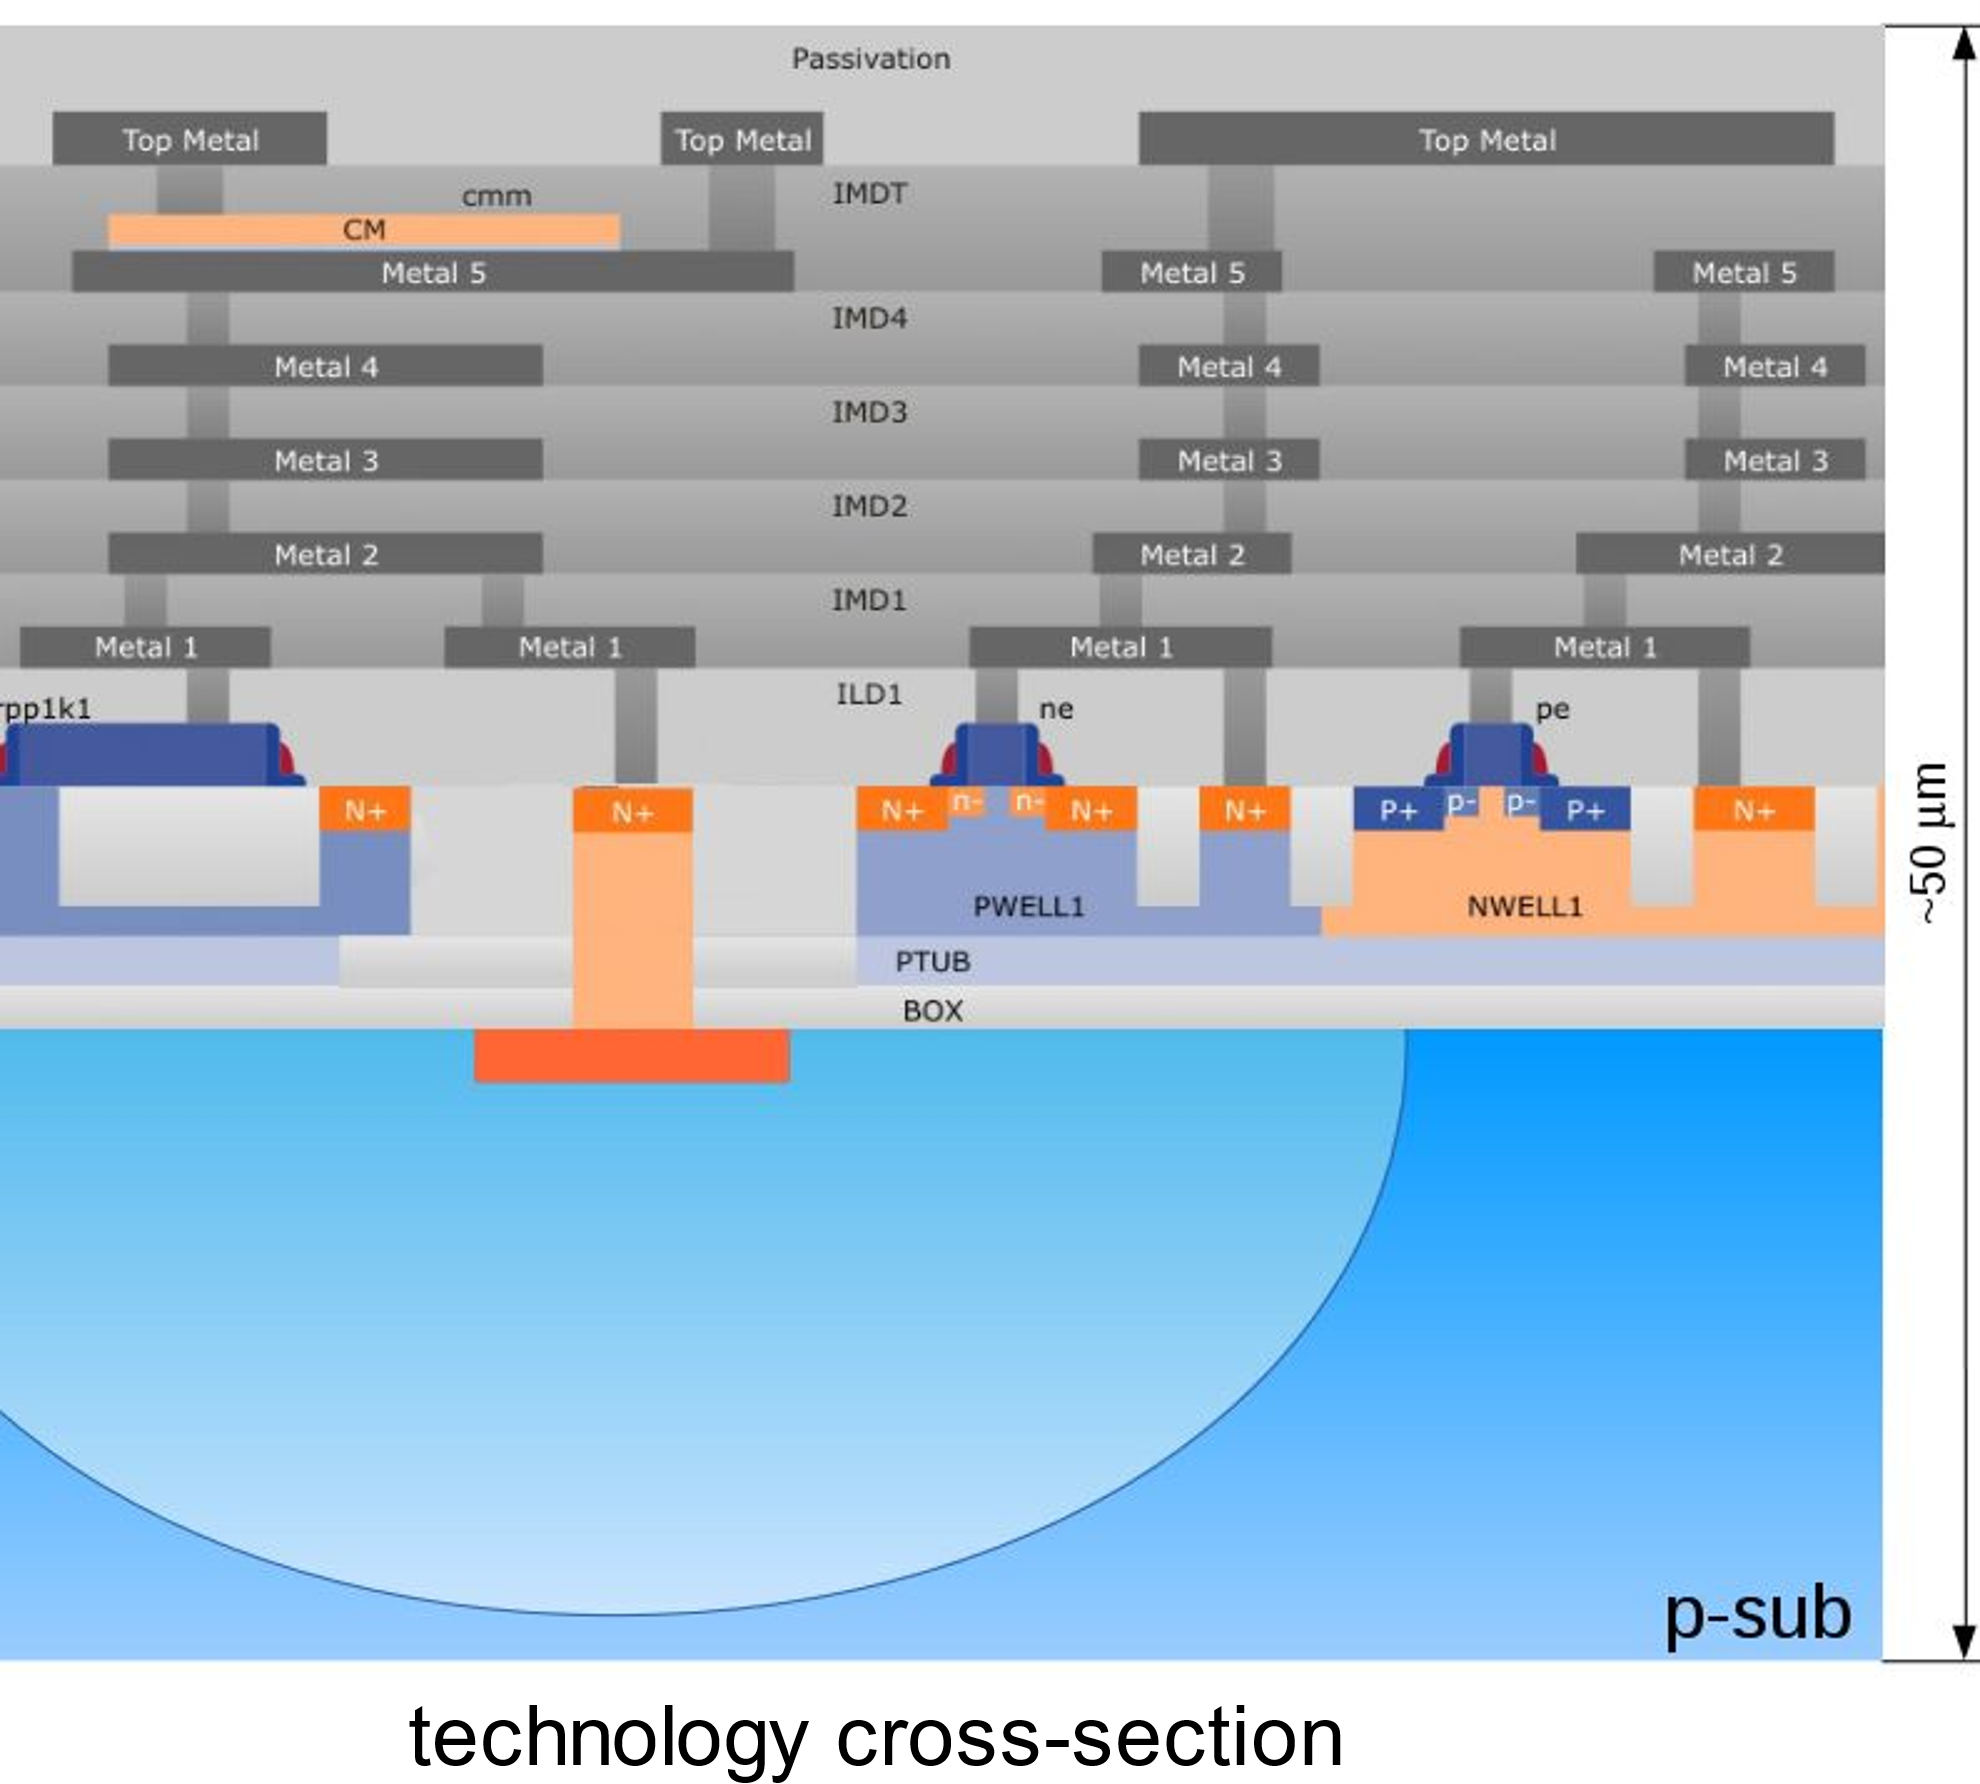 Passivation
Top Metal Top Metal Top Metal
cmm IMDT
CM
Metal 5 Metal 5 Metal 5
IMD4
Metal 4 Metal 4 Metal 4
IMD3
Metal 3 Metal 3 Metal 3
IMD2
Metal 2 Metal 2 Metal 2
IMD1
Metal 1 Metal 1 Metal 1 Metal 1
ILD1
rpp1k1 ne pe
N+ N+ N+ n- n- N+ N+ P+ p- p- P+ N+
PWELL1 NWELL1
PTUB
BOX
~50 µm
p-sub
technology cross-section